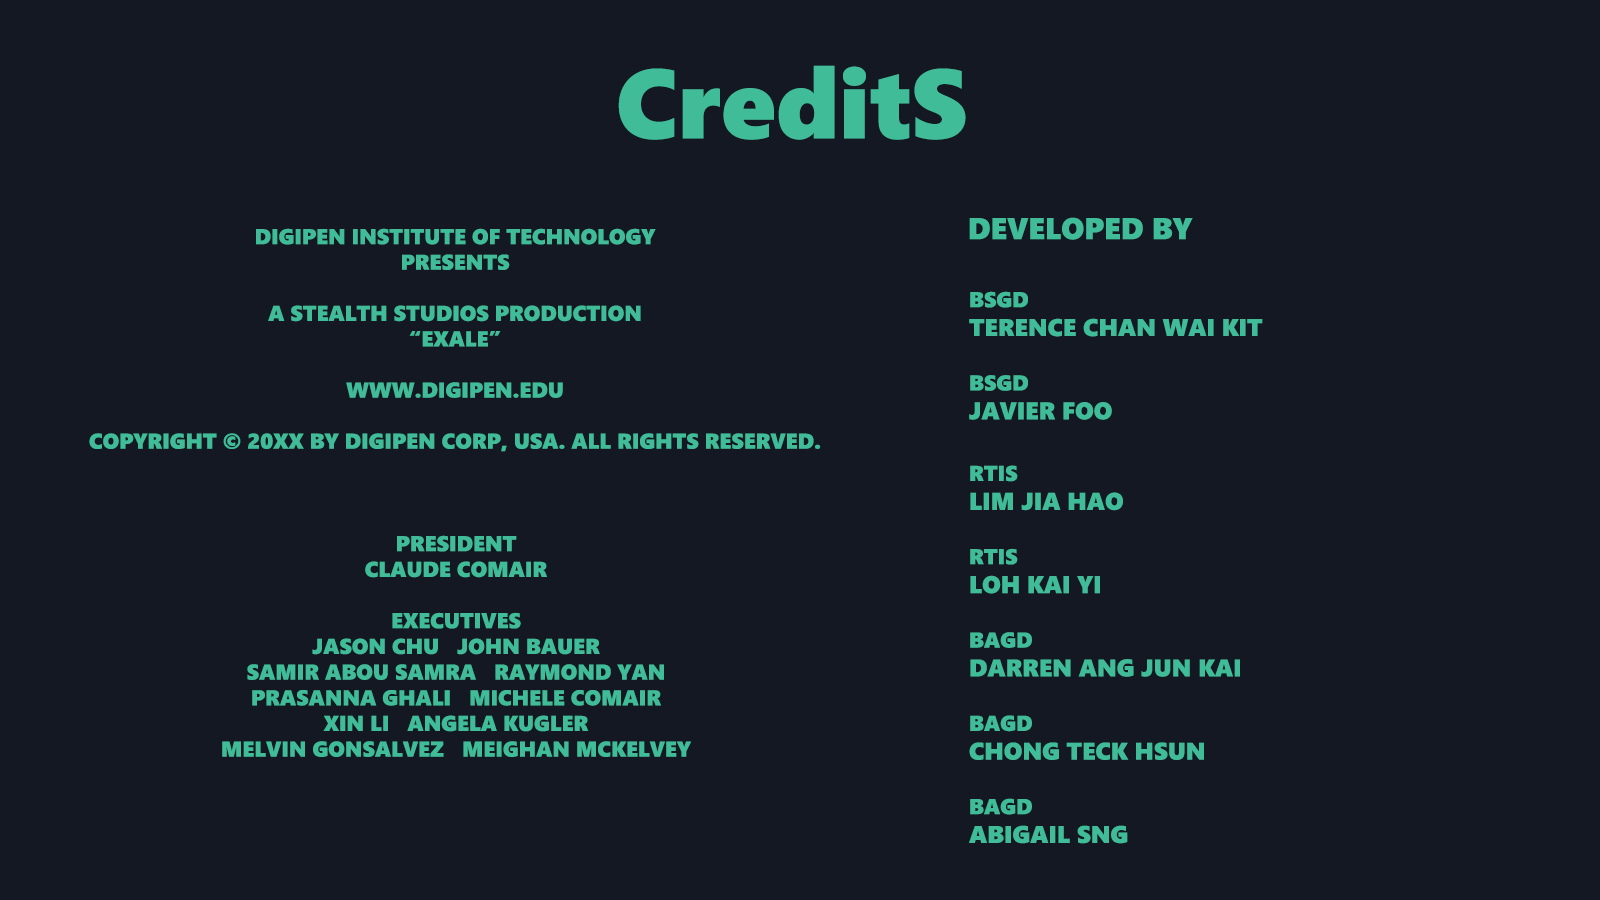 CreditS
DIGIPEN INSTITUTE OF TECHNOLOGY
PRESENTS
A STEALTH STUDIOS PRODUCTION
“EXALE”
WWW.DIGIPEN.EDU
COPYRIGHT © 20XX BY DIGIPEN CORP, USA. ALL RIGHTS RESERVED.
PRESIDENT
CLAUDE COMAIR
EXECUTIVES
JASON CHU   JOHN BAUER
SAMIR ABOU SAMRA   RAYMOND YAN
PRASANNA GHALI   MICHELE COMAIR
XIN LI   ANGELA KUGLER
MELVIN GONSALVEZ   MEIGHAN MCKELVEY
DEVELOPED BY
BSGD
TERENCE CHAN WAI KIT
BSGD
JAVIER FOO
RTIS
LIM JIA HAO
RTIS
LOH KAI YI
BAGD
DARREN ANG JUN KAI
BAGD
CHONG TECK HSUN
BAGD
ABIGAIL SNG